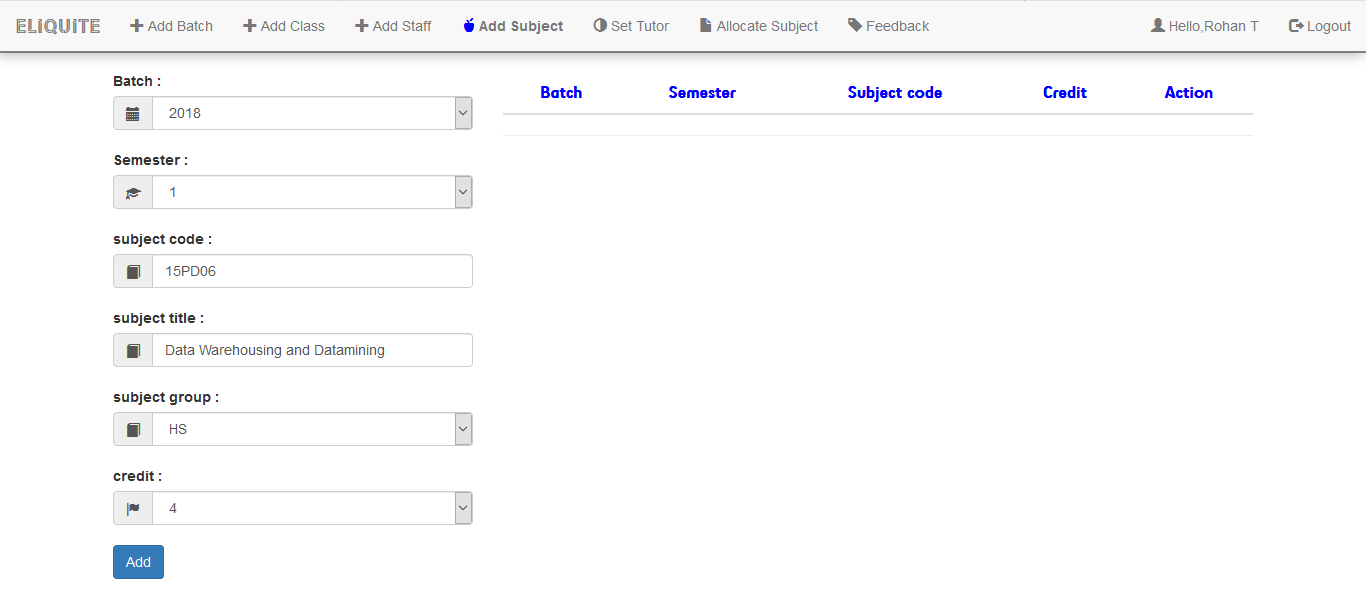 ELIQUITE Add Batch Add Class Add Staff Add Subject Set Tutor Allocate Subject Feedback Hello,Rohan T Logout
Batch :
2018
Semester :
1
subject code :
15PD06
subject title :
Data Warehousing and Datamining
subject group :
HS
credit :
4
Add
Batch Semester Subject code Credit Action